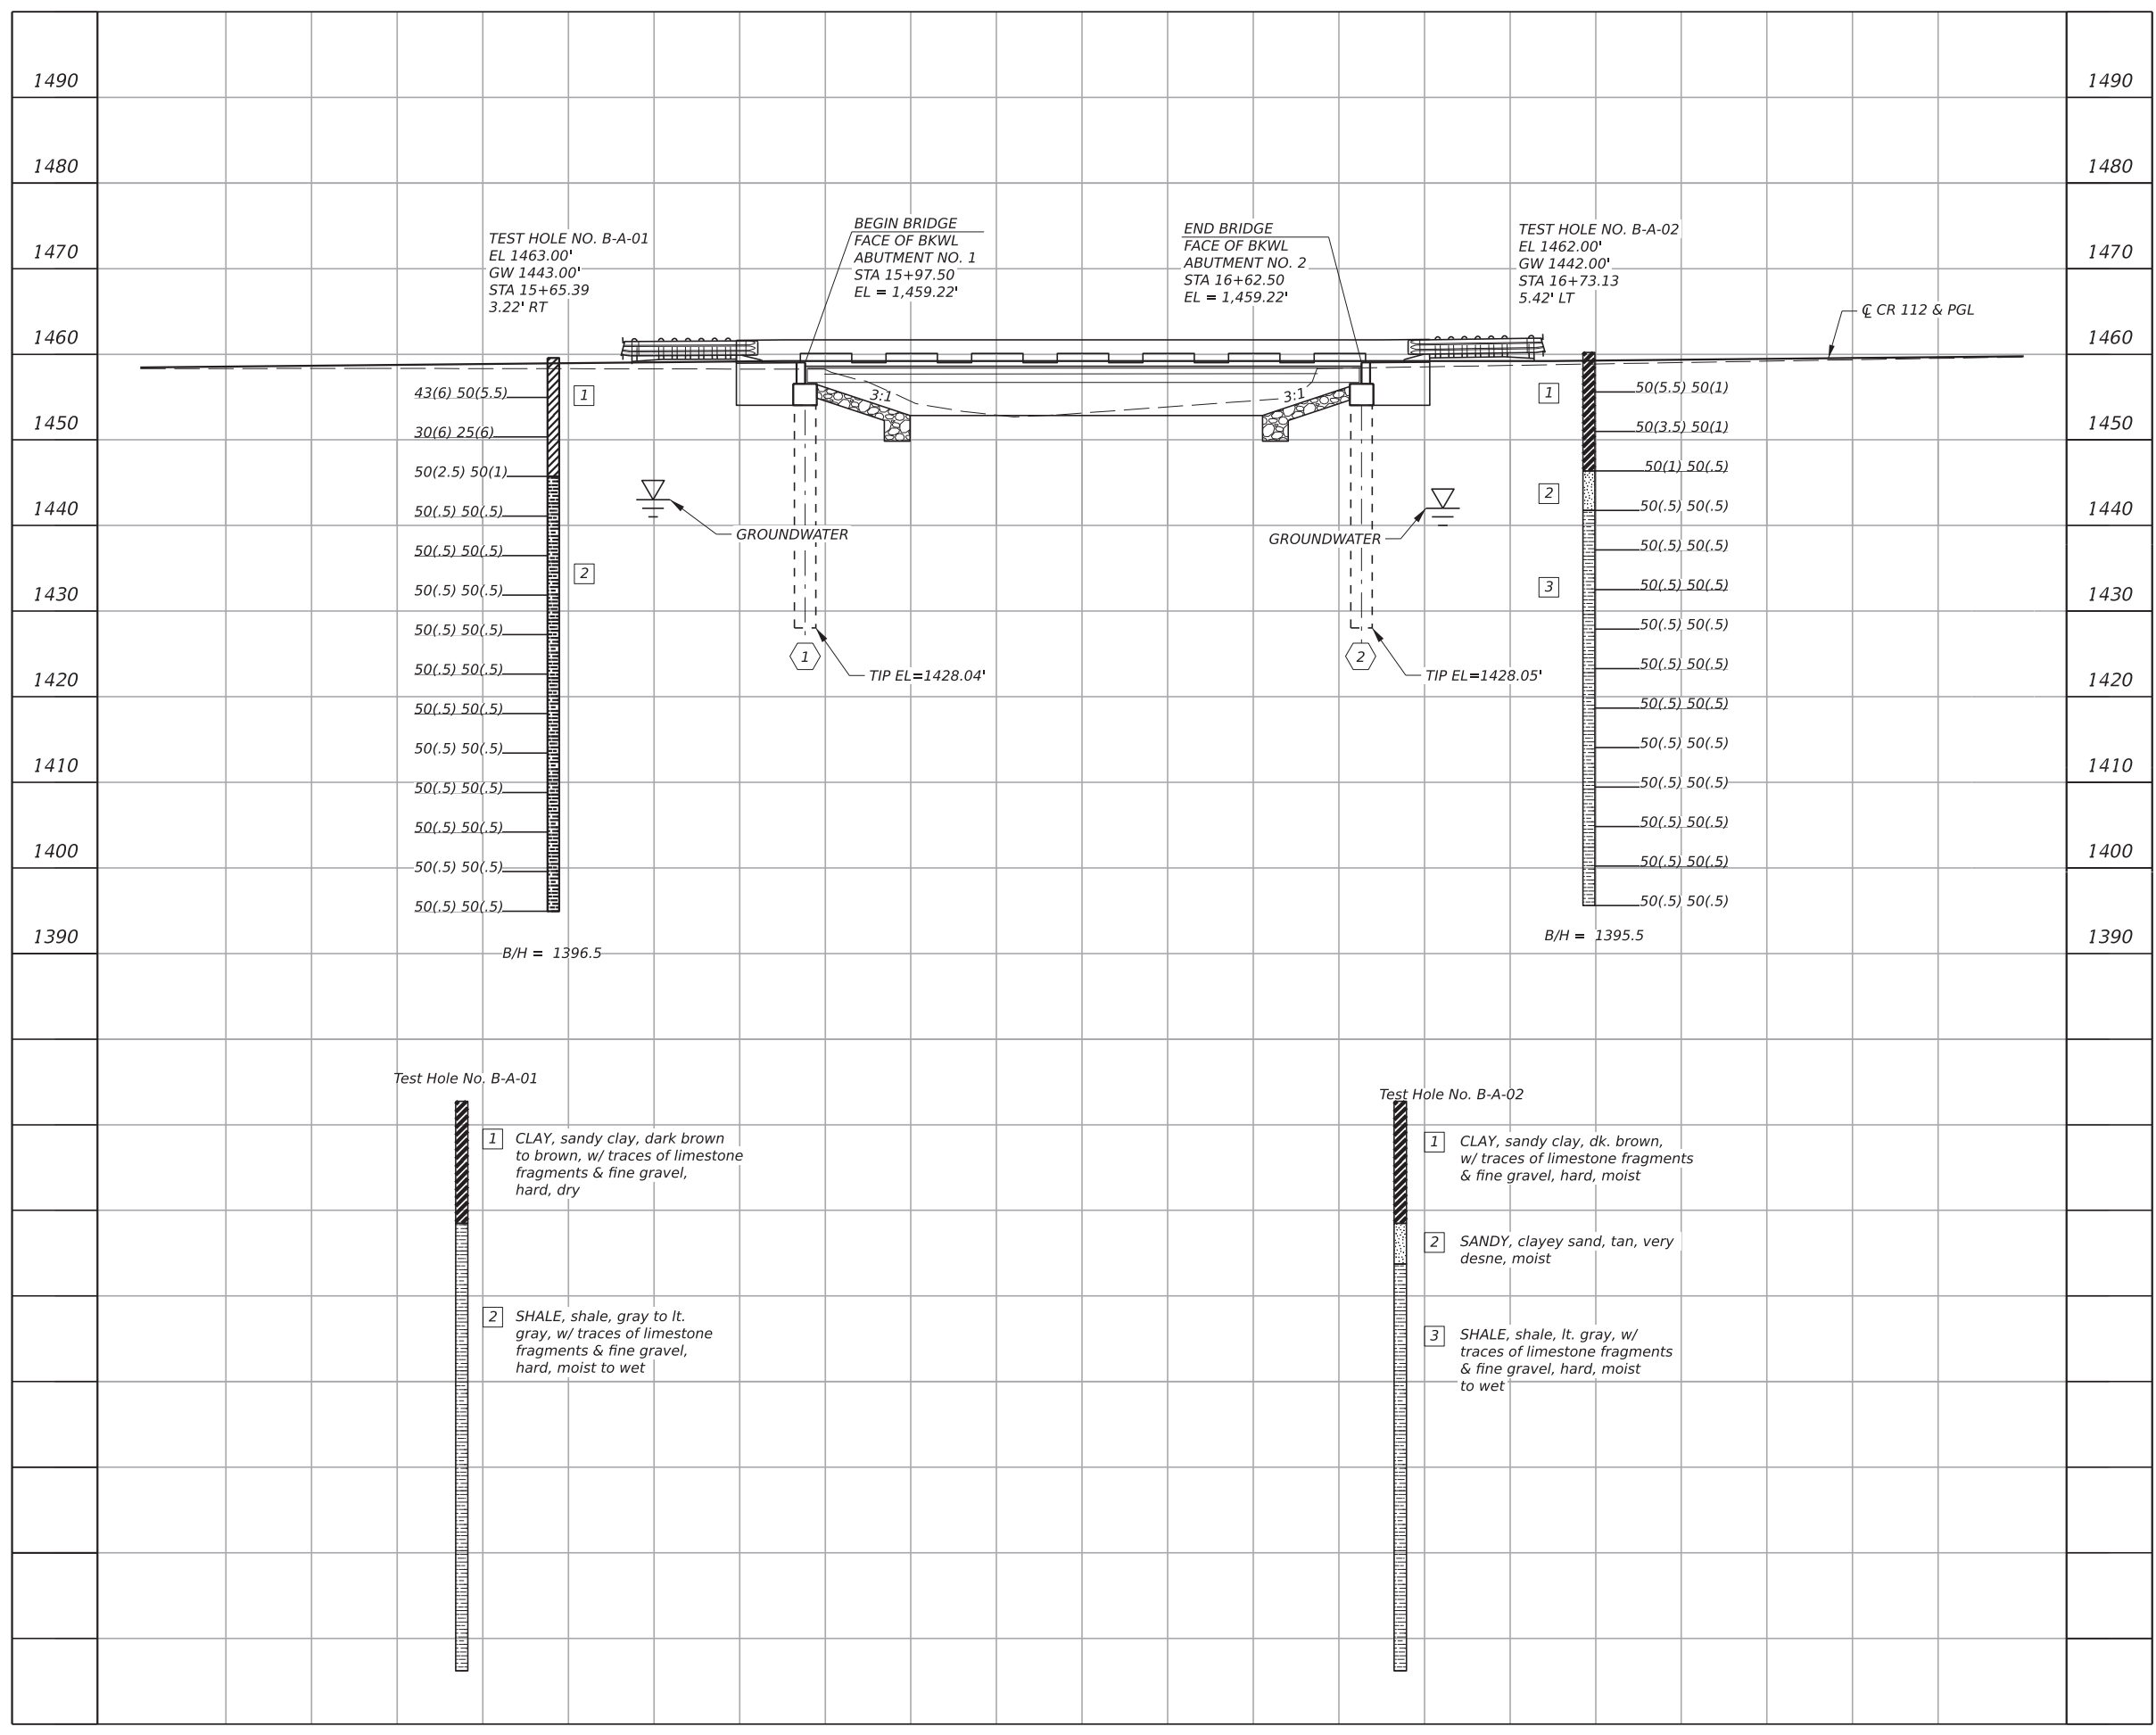 1490
1490
1480
1480
1470
1470
1460
1460
1450
1450
1440
1440
1430
1430
1420
1420
1410
1410
1400
1400
1390
1390
TEST HOLE NO. B-A-01
EL 1463.00'
GW 1443.00'
STA 15+65.39
3.22' RT
BEGIN BRIDGE
FACE OF BKWL
ABUTMENT NO. 1
STA 15+97.50
EL = 1,459.22'
END BRIDGE
FACE OF BKWL
ABUTMENT NO. 2
STA 16+62.50
EL = 1,459.22'
TEST HOLE NO. B-A-02
EL 1462.00'
GW 1442.00'
STA 16+73.13
5.42' LT
℄ CR 112 & PGL
43(6) 50(5.5)
30(6) 25(6)
50(2.5) 50(1)
50(.5) 50(.5)
50(.5) 50(.5)
50(.5) 50(.5)
50(.5) 50(.5)
50(.5) 50(.5)
50(.5) 50(.5)
50(.5) 50(.5)
50(.5) 50(.5)
50(.5) 50(.5)
50(.5) 50(.5)
50(.5) 50(.5)
1
2
B/H = 1396.5
3:1
3:1
GROUNDWATER
GROUNDWATER
1
TIP EL=1428.04'
2
TIP EL=1428.05'
1
2
3
50(5.5) 50(1)
50(3.5) 50(1)
50(1) 50(.5)
50(.5) 50(.5)
50(.5) 50(.5)
50(.5) 50(.5)
50(.5) 50(.5)
50(.5) 50(.5)
50(.5) 50(.5)
50(.5) 50(.5)
50(.5) 50(.5)
50(.5) 50(.5)
50(.5) 50(.5)
50(.5) 50(.5)
B/H = 1395.5
Test Hole No. B-A-01
1 CLAY, sandy clay, dark brown
to brown, w/ traces of limestone
fragments & fine gravel,
hard, dry
2 SHALE, shale, gray to lt.
gray, w/ traces of limestone
fragments & fine gravel,
hard, moist to wet
Test Hole No. B-A-02
1 CLAY, sandy clay, dk. brown,
w/ traces of limestone fragments
& fine gravel, hard, moist
2 SANDY, clayey sand, tan, very
desne, moist
3 SHALE, shale, lt. gray, w/
traces of limestone fragments
& fine gravel, hard, moist
to wet